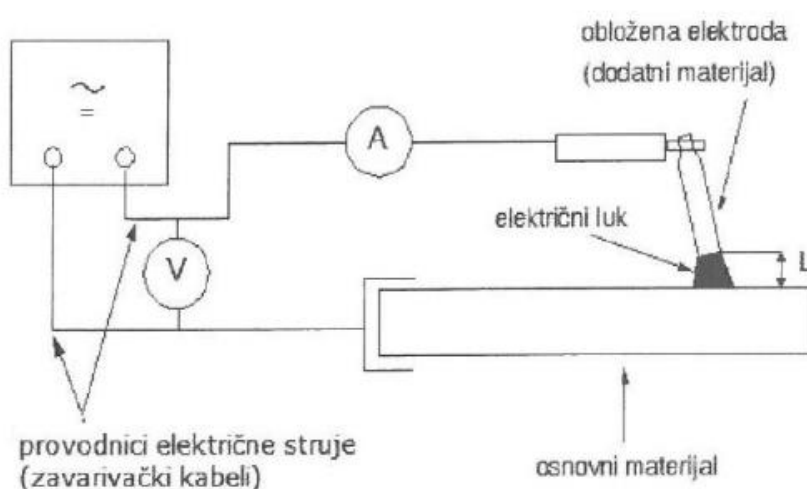 obložena elektroda
(dodatni materijal)
~
=
A
električni luk
L
V
provodnici električne struje
(zavarivački kabeli)
osnovni materijal